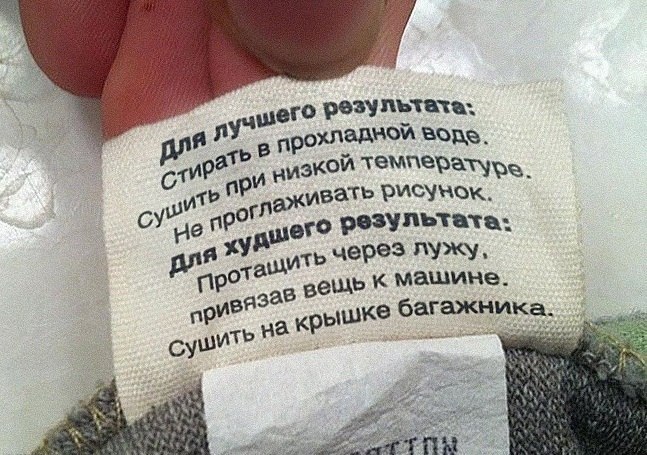 Для лучшего результата:
Стирать в прохладной воде.
Сушить при низкой температуре.
Не проглаживать рисунок.
Для худшего результата:
Протащить через лужу,
привязав вещь к машине.
Сушить на крышке багажника.